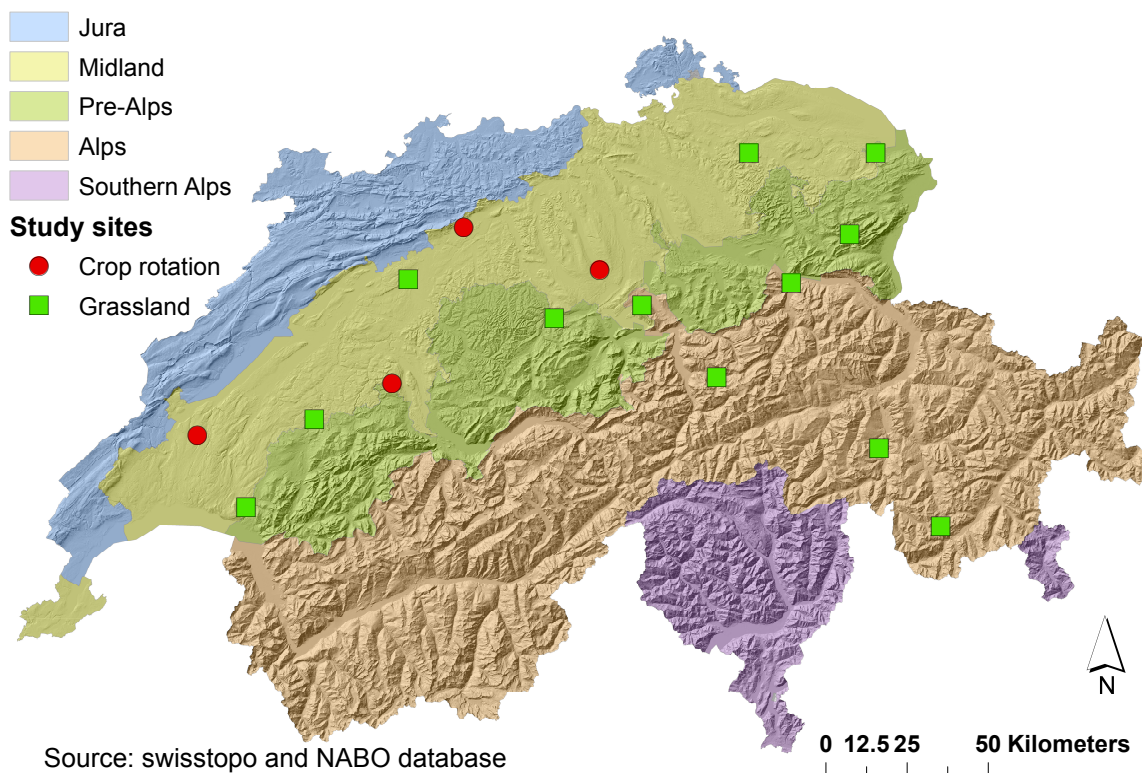 Jura
Midland
Pre-Alps
Alps
Southern Alps
Study sites
Crop rotation
Grassland
N
0 12.5 25 50 Kilometers
Source: swisstopo and NABO database